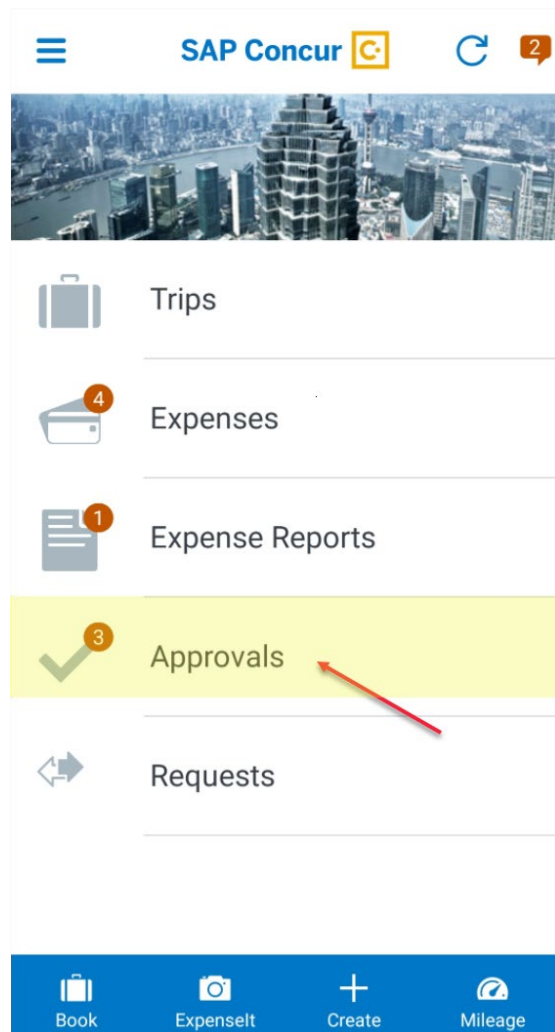 SAP Concur C.
2
Trips
4
Expenses
1
Expense Reports
3
Approvals
Requests
Book
ExpenseIt
Create
Mileage